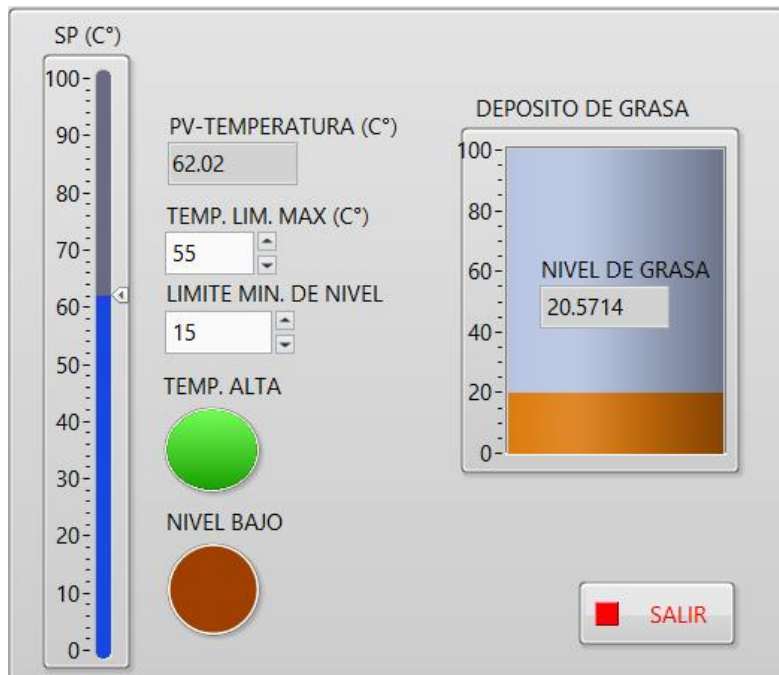 SP (C°)
100
90
80
70
60
50
40
30
20
10
0
PV-TEMPERATURA (C°)
62.02
TEMP. LIM. MAX (C°)
55
LIMITE MIN. DE NIVEL
15
TEMP. ALTA
NIVEL BAJO
DEPOSITO DE GRASA
100
80
60
40
20
0
NIVEL DE GRASA
20.5714
SALIR